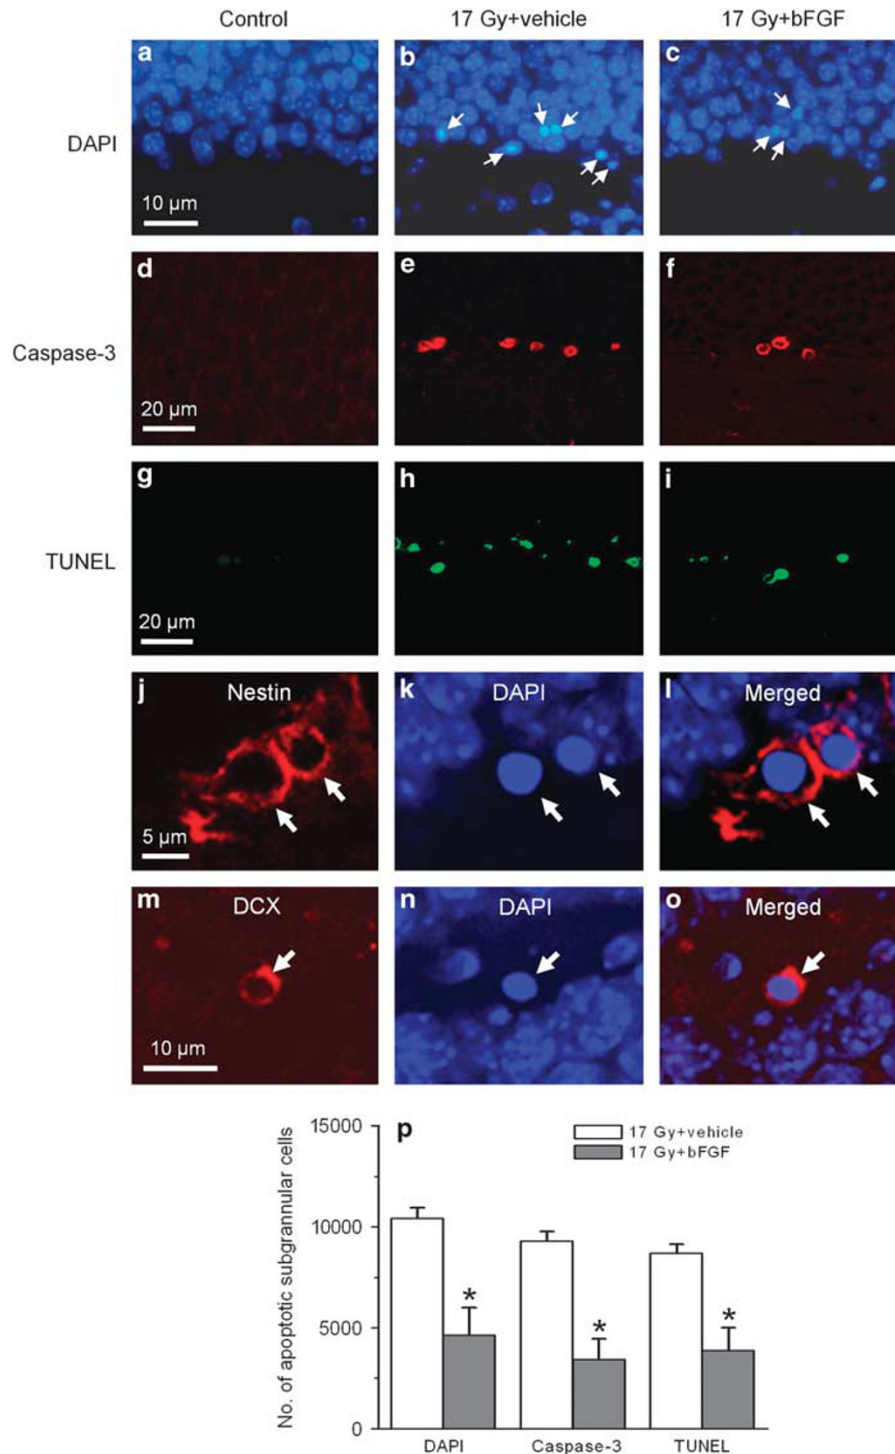 Control 17 Gy+vehicle 17 Gy+bFGF
DAPI
a b c
10 µm
Caspase-3
d e f
20 µm
TUNEL
g h i
20 µm
j Nestin k DAPI l Merged
5 µm
m DCX n DAPI o Merged
10 µm
p
No. of apoptotic subgrannular cells
15000
10000
5000
0
17 Gy+vehicle
17 Gy+bFGF
* * *
DAPI Caspase-3 TUNEL